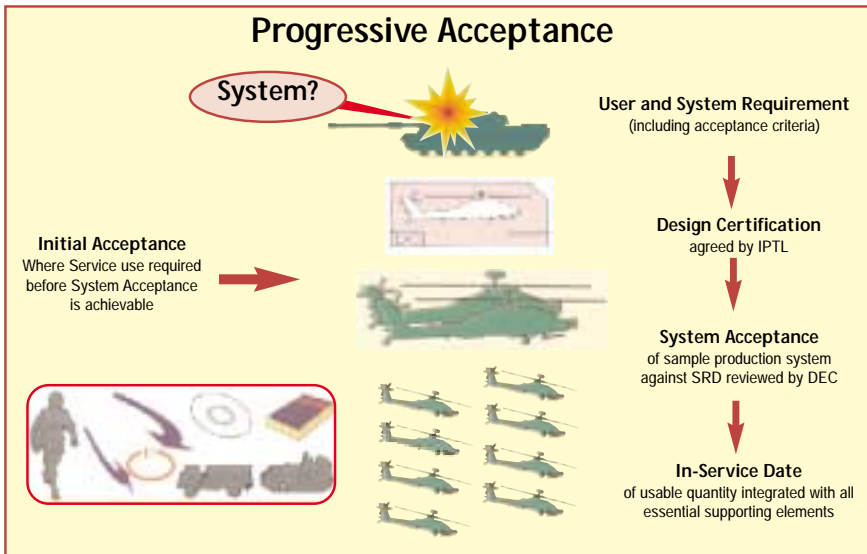 Progressive Acceptance
System?
User and System Requirement
(including acceptance criteria)
Design Certification
agreed by IPTL
Initial Acceptance
Where Service use required
before System Acceptance
is achievable
System Acceptance
of sample production system
against SRD reviewed by DEC
In-Service Date
of usable quantity integrated with all
essential supporting elements